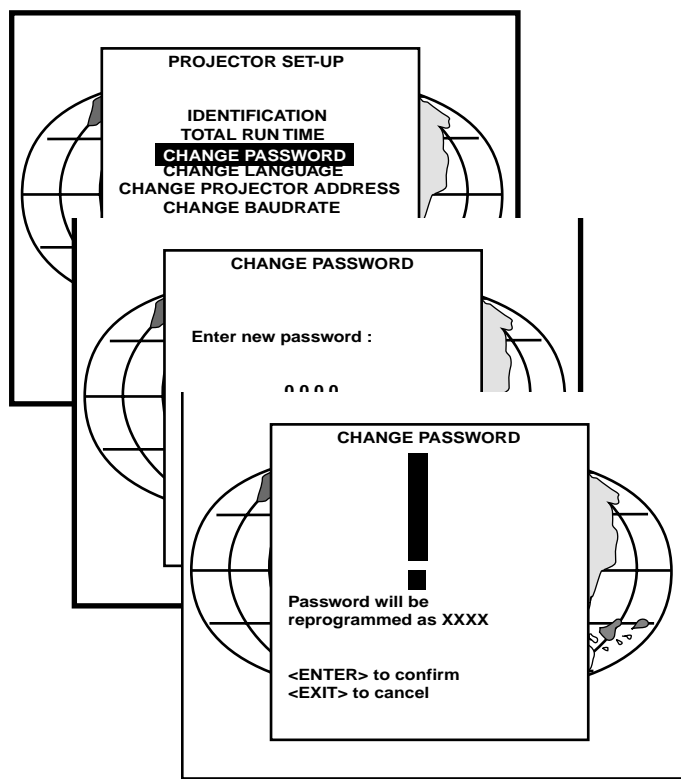 PROJECTOR SET-UP
IDENTIFICATION
TOTAL RUN TIME
CHANGE PASSWORD
CHANGE LANGUAGE
CHANGE PROJECTOR ADDRESS
CHANGE BAUDRATE
CHANGE PASSWORD
Enter new password :
0 0 0 0
CHANGE PASSWORD
!
Password will be
reprogrammed as XXXX
<ENTER> to confirm
<EXIT> to cancel